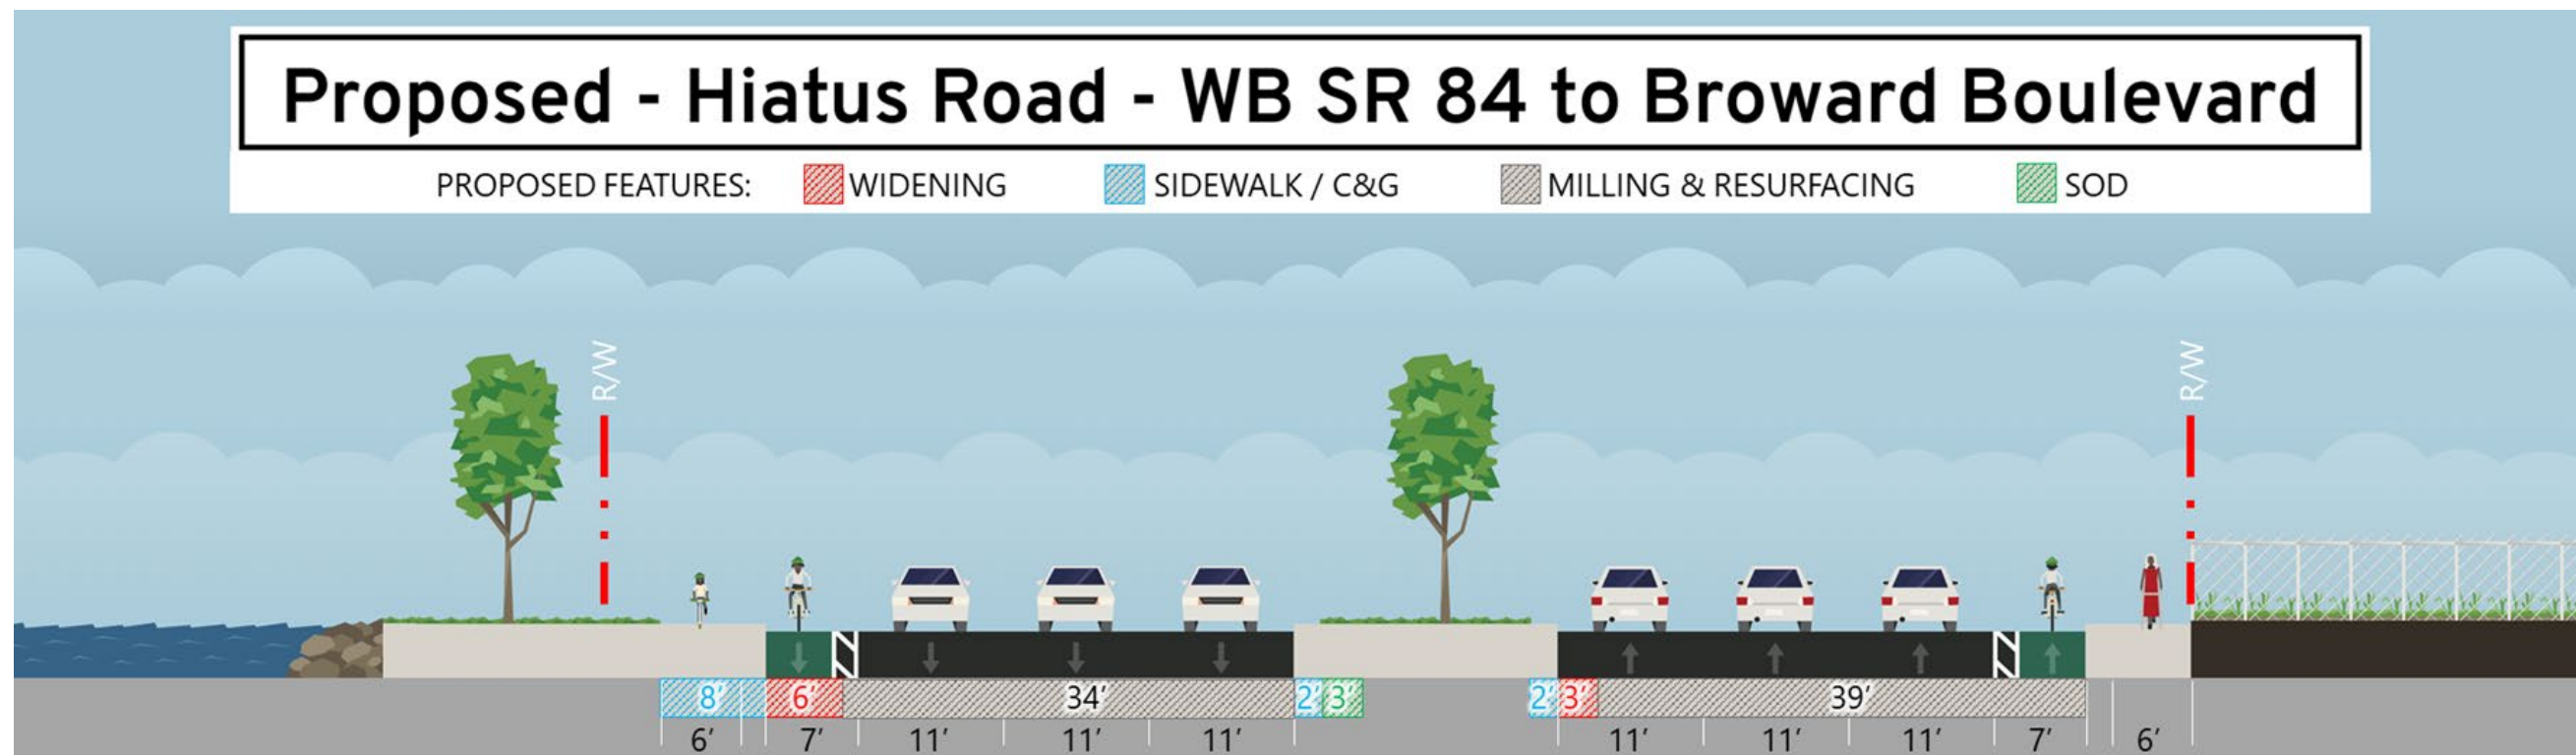 Proposed - Hiatus Road - WB SR 84 to Broward Boulevard
PROPOSED FEATURES: WIDENING SIDEWALK / C&G MILLING & RESURFACING SOD
R/W R/W
8' 6' 34' 2' 3' 2' 3' 39'
6' 7' 11' 11' 11' 11' 11' 11' 7' 6'